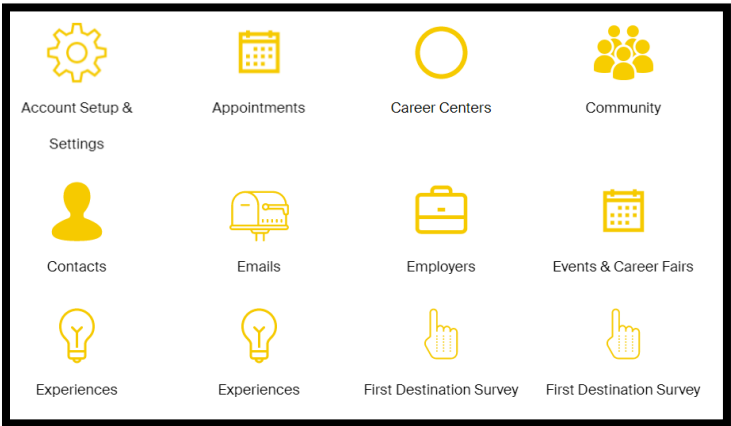 Account Setup &
Settings
Appointments
Career Centers
Community
Contacts
Emails
Employers
Events & Career Fairs
Experiences
Experiences
First Destination Survey
First Destination Survey